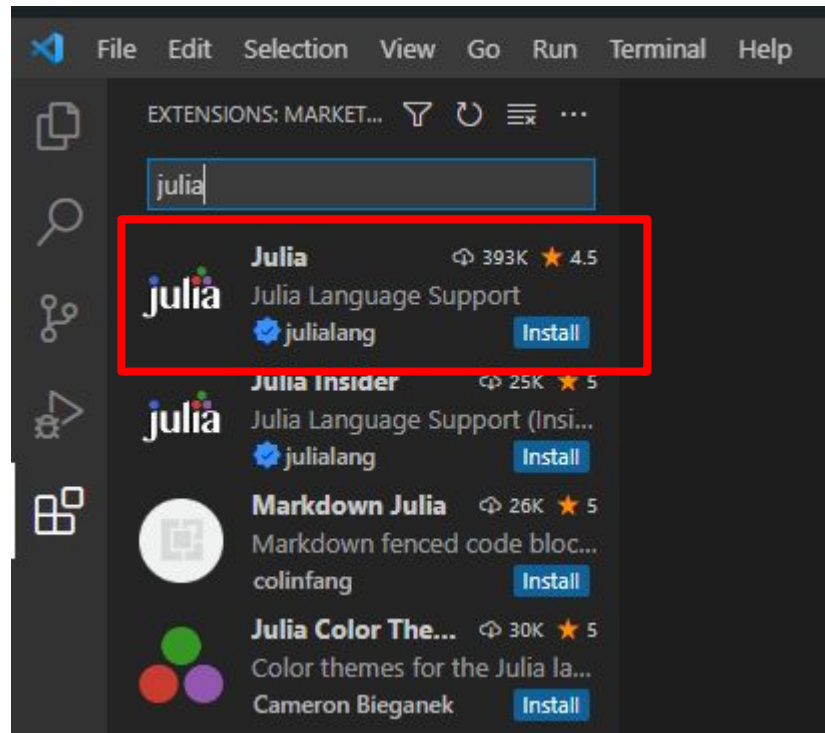 File Edit Selection View Go Run Terminal Help
EXTENSIONS: MARKET...
julia
Julia 393K 4.5
julia Julia Language Support
julialang Install
Julia Insider 25K 5
julia Julia Language Support (Insi...
julialang Install
Markdown Julia 26K 5
Markdown fenced code bloc...
colinfang Install
Julia Color The... 30K 5
Color themes for the Julia la...
Cameron Bieganek Install